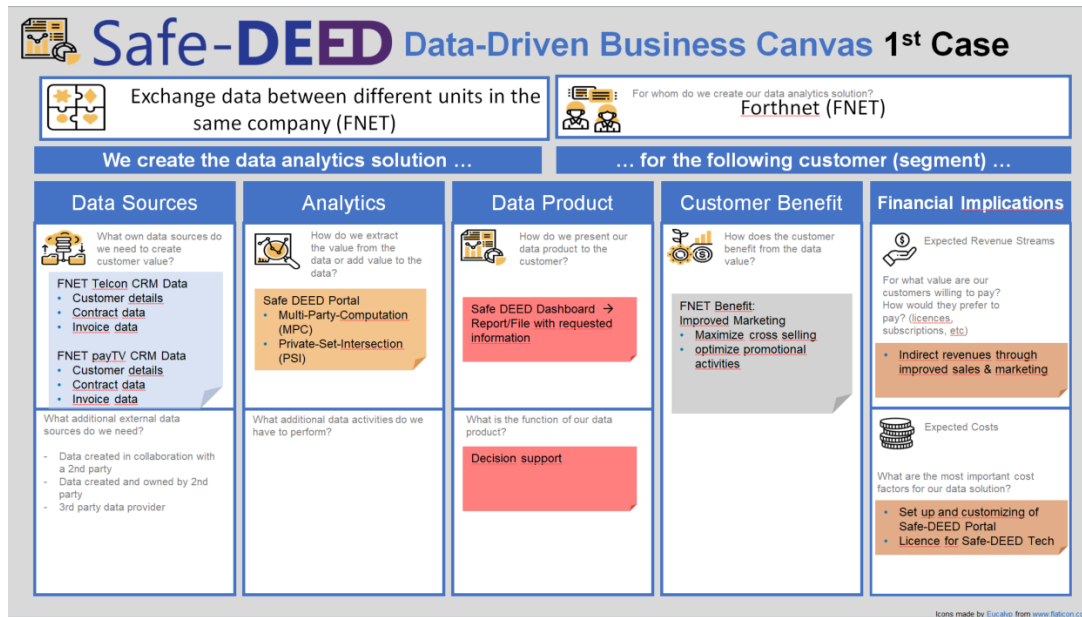 Safe-DEED Data-Driven Business Canvas 1st Case
Exchange data between different units in the
same company (FNET)
For whom do we create our data analytics solution?
Forthnet (FNET)
We create the data analytics solution ...
... for the following customer (segment) ...
Data Sources
What own data sources do
we need to create
customer value?
FNET Telcon CRM Data
• Customer details
• Contract data
• Invoice data
FNET payTV CRM Data
• Customer details
• Contract data
• Invoice data
What additional external data
sources do we need?
- Data created in collaboration with
a 2nd party
- Data created and owned by 2nd
party
- 3rd party data provider
Analytics
How do we extract
the value from the
data or add value to the
data?
Safe DEED Portal
• Multi-Party-Computation
(MPC)
• Private-Set-Intersection
(PSI)
What additional data activities do we
have to perform?
Data Product
How do we present our
data product to the
customer?
Safe DEED Dashboard →
Report/File with requested
information
What is the function of our data
product?
Decision support
Customer Benefit
How does the customer
benefit from the data
value?
FNET Benefit:
Improved Marketing
• Maximize cross selling
• optimize promotional
activities
Financial Implications
Expected Revenue Streams
For what value are our
customers willing to pay?
How would they prefer to
pay? (licences,
subscriptions, etc)
• Indirect revenues through
improved sales & marketing
Expected Costs
What are the most important cost
factors for our data solution?
• Set up and customizing of
Safe-DEED Portal
• Licence for Safe-DEED Tech
Icons made by Eucalyp from www.flaticon.co